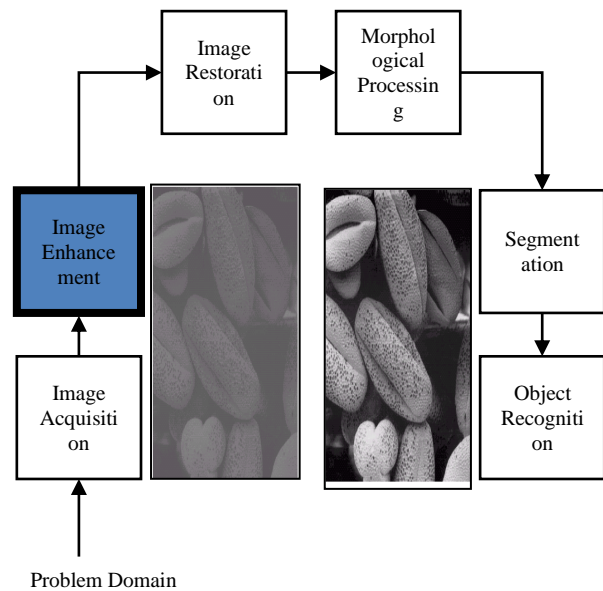 Image
Restorati
on
Morphol
ogical
Processin
g
Image
Enhance
ment
Segment
ation
Image
Acquisiti
on
Object
Recogniti
on
Problem Domain